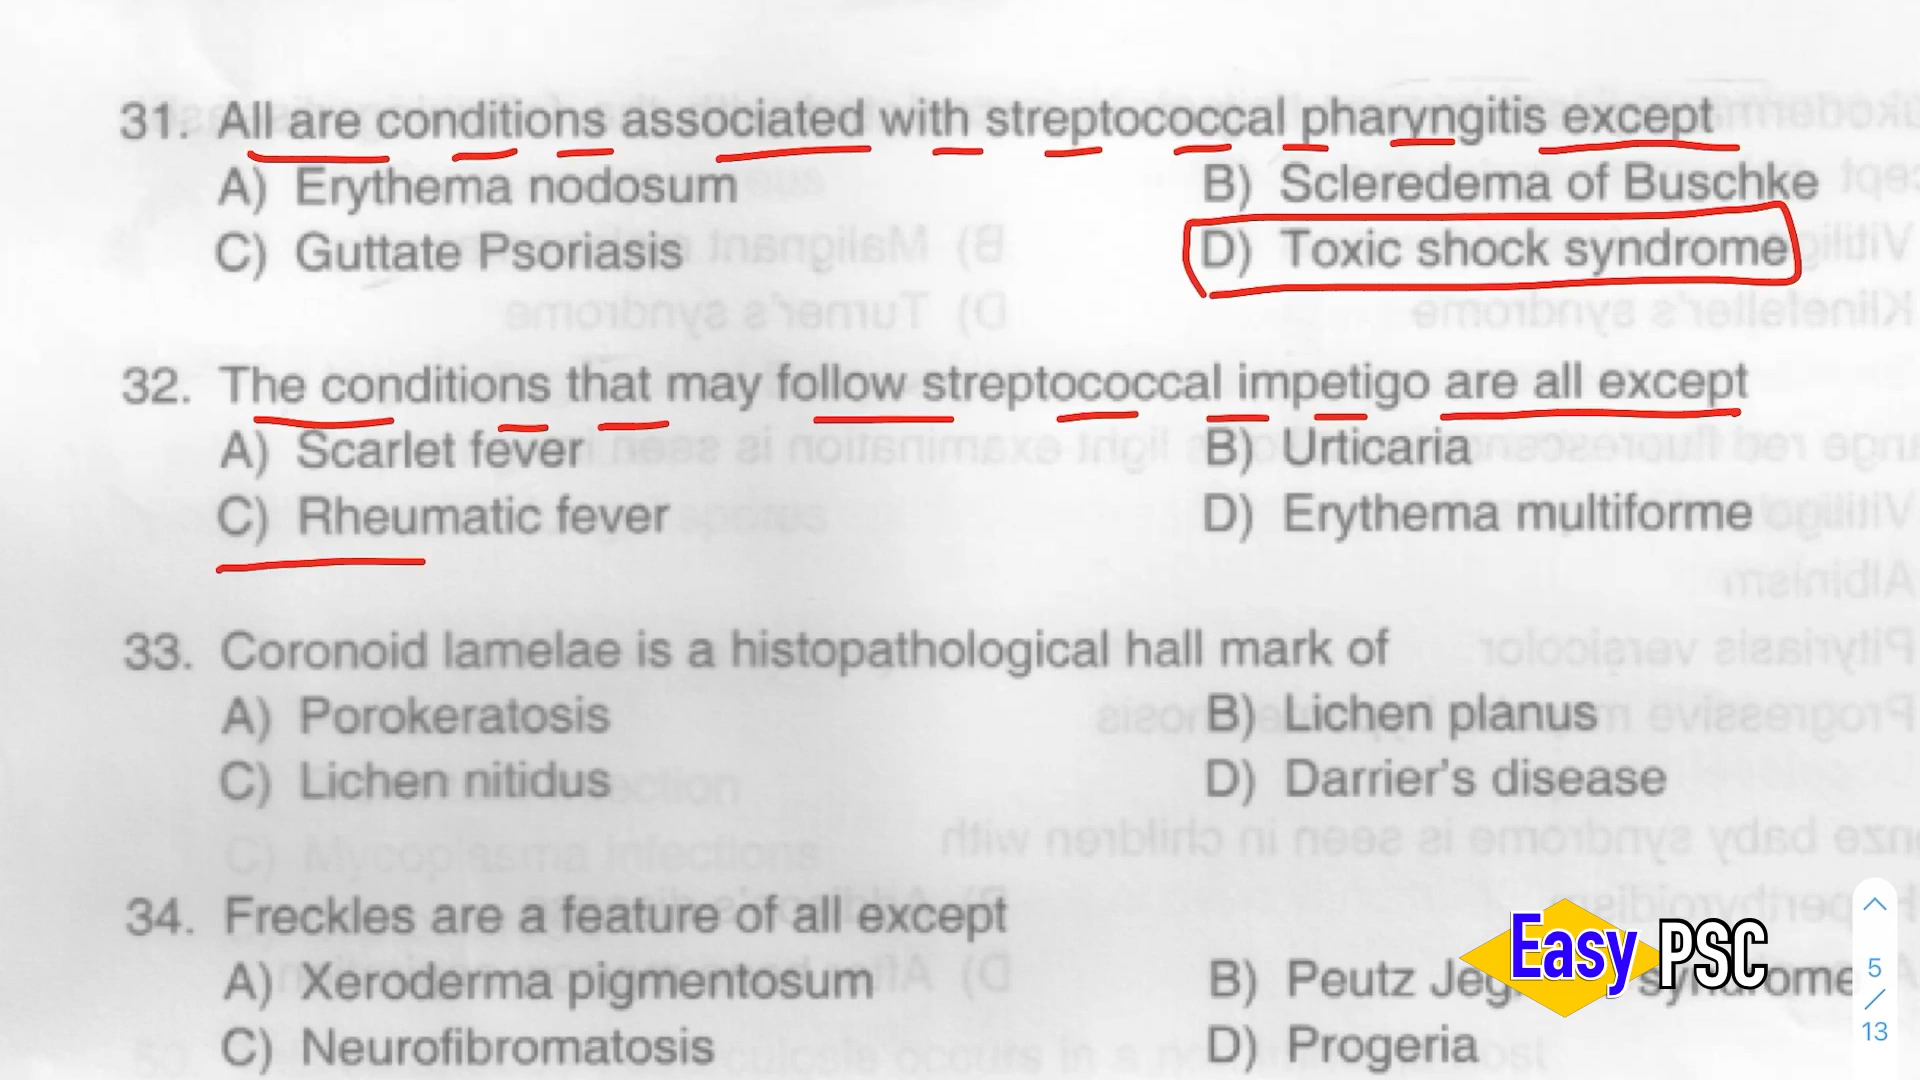 31. All are conditions associated with streptococcal pharyngitis except
A) Erythema nodosum B) Scleredema of Buschke
C) Guttate Psoriasis D) Toxic shock syndrome
32. The conditions that may follow streptococcal impetigo are all except
A) Scarlet fever B) Urticaria
C) Rheumatic fever D) Erythema multiforme
33. Coronoid lamelae is a histopathological hall mark of
A) Porokeratosis B) Lichen planus
C) Lichen nitidus D) Darrier's disease
34. Freckles are a feature of all except
A) Xeroderma pigmentosum B) Peutz syndrome
C) Neurofibromatosis D) Progeria
Easy PSC
5
/
13